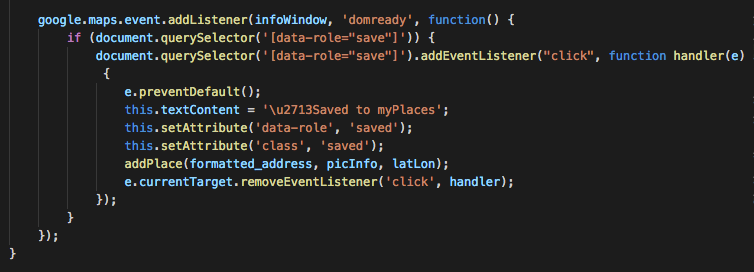 google.maps.event.addListener(infoWindow, 'domready', function() {
if (document.querySelector('[data-role="save"]')) {
document.querySelector('[data-role="save"]').addEventListener("click", function handler(e)
{
e.preventDefault();
this.textContent = '\u2713Saved to myPlaces';
this.setAttribute('data-role', 'saved');
this.setAttribute('class', 'saved');
addPlace(formatted_address, picInfo, latLon);
e.currentTarget.removeEventListener('click', handler);
});
}
});
}